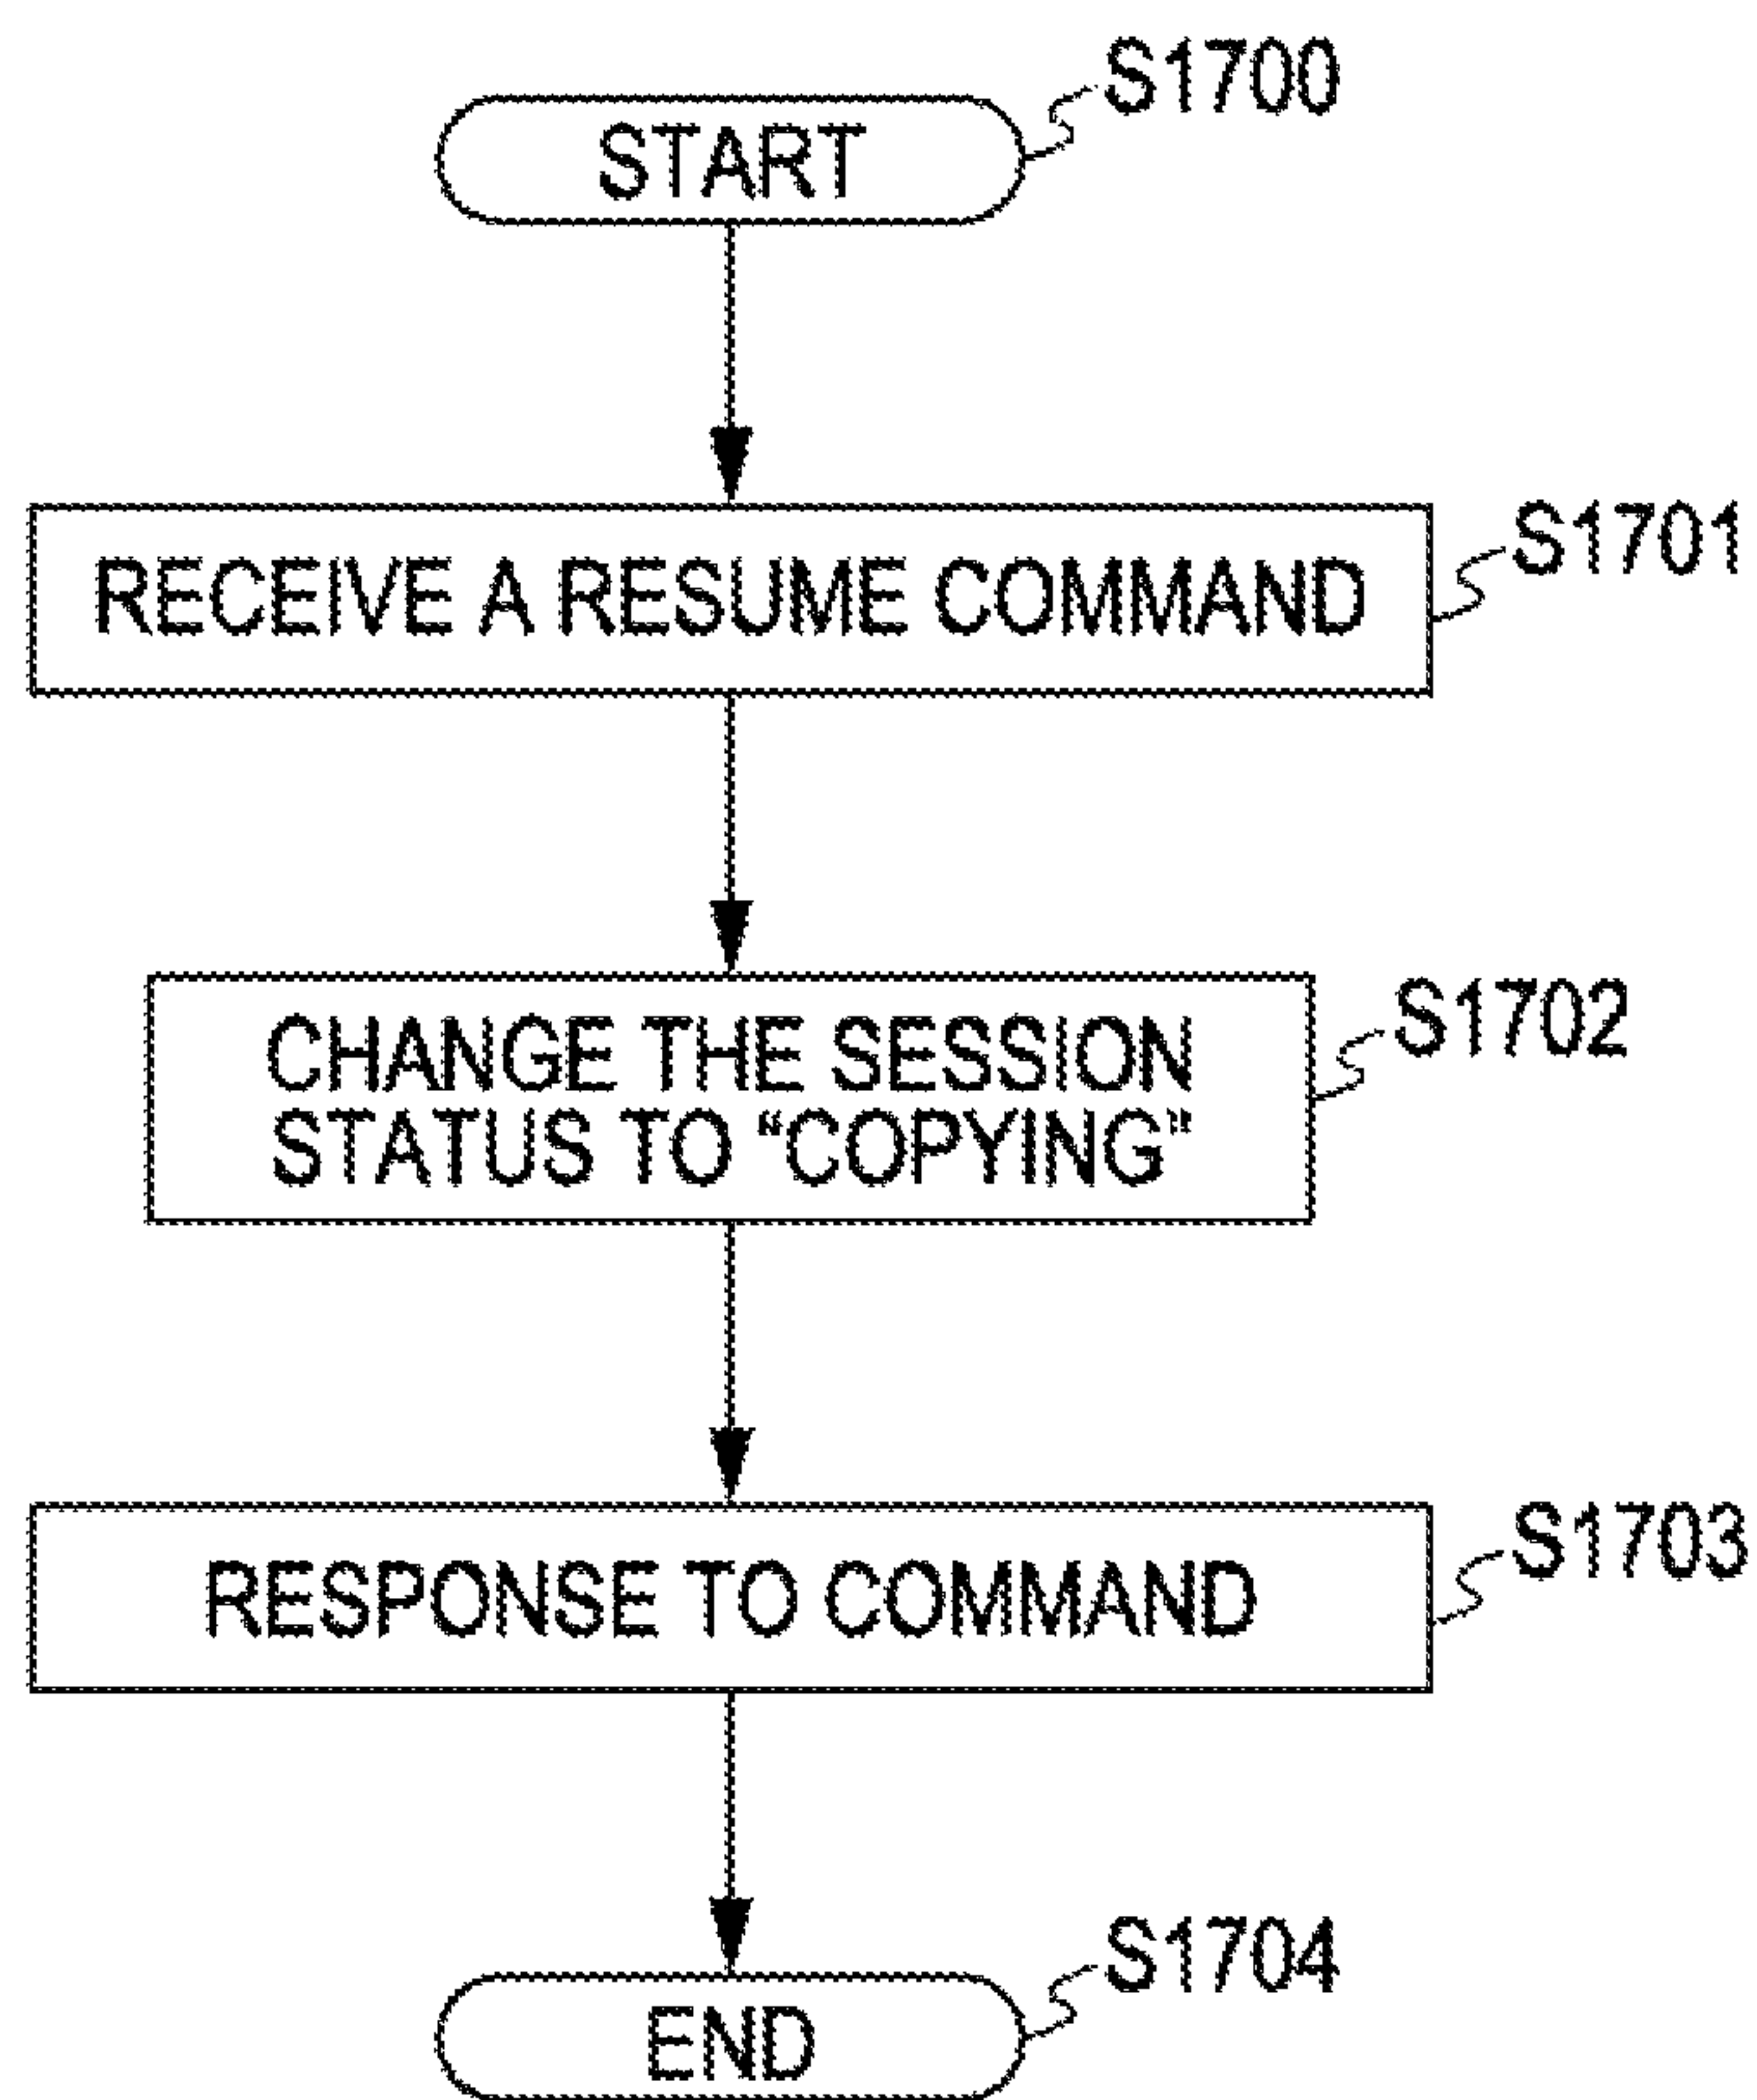 S1700
START
S1701
RECEIVE A RESUME COMMAND
S1702
CHANGE THE SESSION
STATUS TO “COPYING”
S1703
RESPONSE TO COMMAND
S1704
END